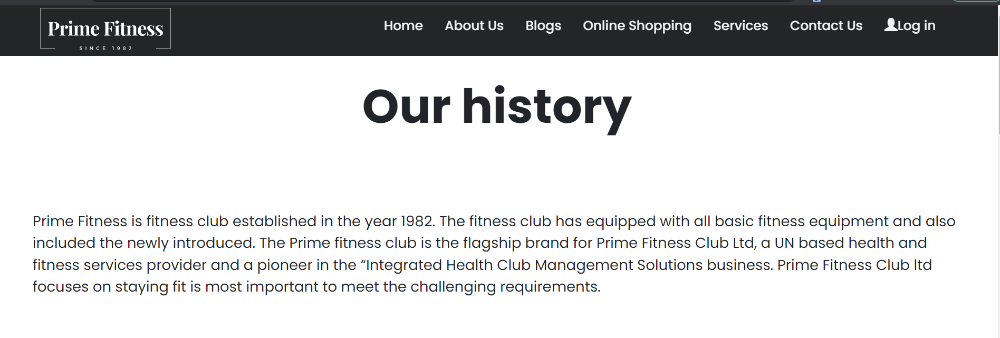 Prime Fitness
SINCE 1982
Home About Us Blogs Online Shopping Services Contact Us Log in
Our history
Prime Fitness is fitness club established in the year 1982. The fitness club has equipped with all basic fitness equipment and also
included the newly introduced. The Prime fitness club is the flagship brand for Prime Fitness Club Ltd, a UN based health and
fitness services provider and a pioneer in the “Integrated Health Club Management Solutions business. Prime Fitness Club ltd
focuses on staying fit is most important to meet the challenging requirements.